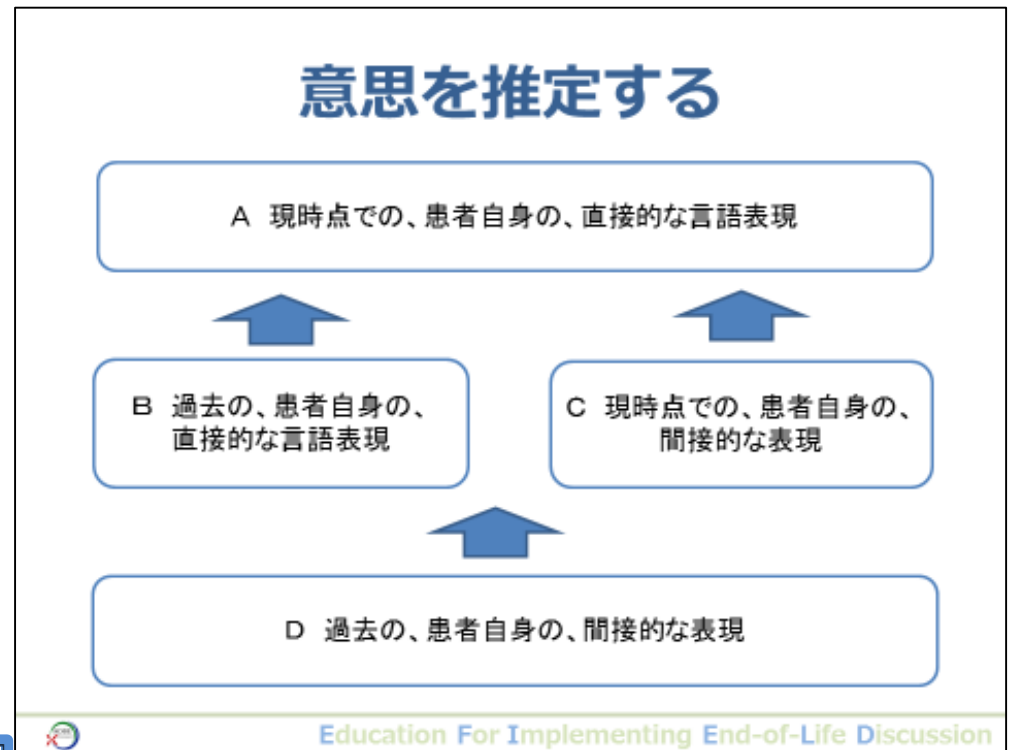 意思を推定する
A 現時点での、患者自身の、直接的な言語表現
B 過去の、患者自身の、
直接的な言語表現
C 現時点での、患者自身の、
間接的な表現
D 過去の、患者自身の、間接的な表現
Education For Implementing End-of-Life Discussion